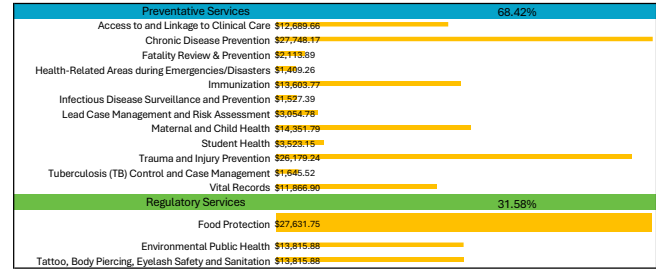 Preventative Services 68.42%
Access to and Linkage to Clinical Care $12,689.66
Chronic Disease Prevention $27,748.17
Fatality Review & Prevention $2,113.89
Health-Related Areas during Emergencies/Disasters $1,409.26
Immunization $13,603.77
Infectious Disease Surveillance and Prevention $1,527.39
Lead Case Management and Risk Assessment $3,054.78
Maternal and Child Health $14,351.79
Student Health $3,523.15
Trauma and Injury Prevention $26,179.24
Tuberculosis (TB) Control and Case Management $1,645.52
Vital Records $11,866.90
Regulatory Services 31.58%
Food Protection $27,631.75
Environmental Public Health $13,815.88
Tattoo, Body Piercing, Eyelash Safety and Sanitation $13,815.88